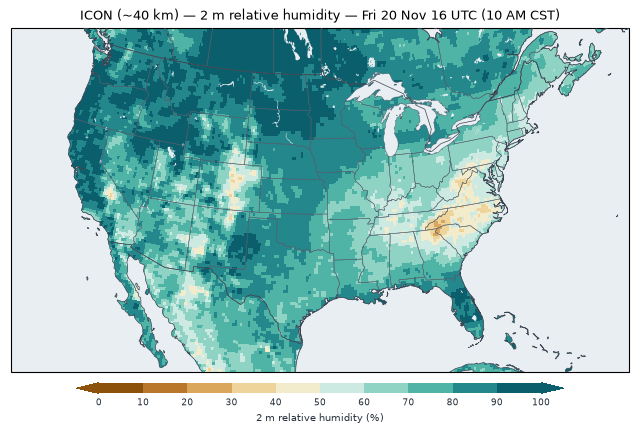 ICON (~40 km) — 2 m relative humidity — Fri 20 Nov 16 UTC (10 AM CST)
0 10 20 30 40 50 60 70 80 90 100
2 m relative humidity (%)